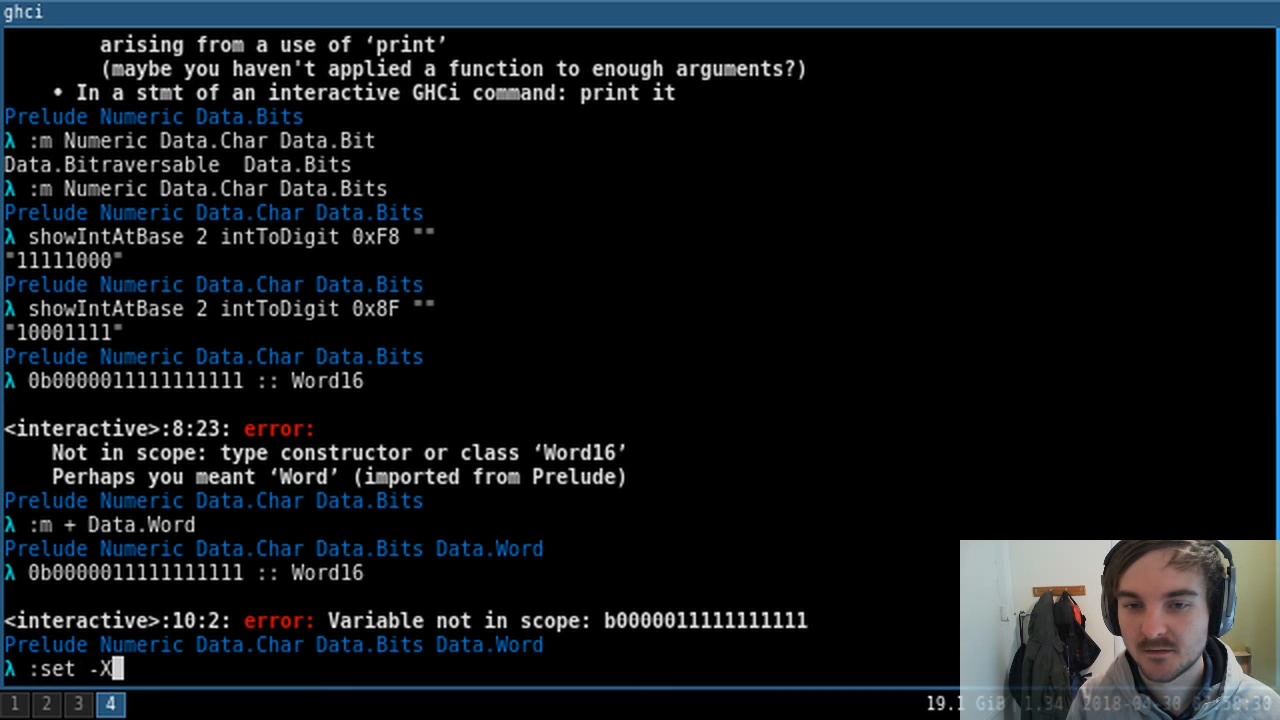 ghci
arising from a use of ‘print’
(maybe you haven't applied a function to enough arguments?)
• In a stmt of an interactive GHCi command: print it
Prelude Numeric Data.Bits
λ :m Numeric Data.Char Data.Bit
Data.Bitraversable  Data.Bits
λ :m Numeric Data.Char Data.Bits
Prelude Numeric Data.Char Data.Bits
λ showIntAtBase 2 intToDigit 0xF8 ""
"11111000"
Prelude Numeric Data.Char Data.Bits
λ showIntAtBase 2 intToDigit 0x8F ""
"10001111"
Prelude Numeric Data.Char Data.Bits
λ 0b0000011111111111 :: Word16
<interactive>:8:23: error:
Not in scope: type constructor or class ‘Word16’
Perhaps you meant ‘Word’ (imported from Prelude)
Prelude Numeric Data.Char Data.Bits
λ :m + Data.Word
Prelude Numeric Data.Char Data.Bits Data.Word
λ 0b0000011111111111 :: Word16
<interactive>:10:2: error: Variable not in scope: b0000011111111111
Prelude Numeric Data.Char Data.Bits Data.Word
λ :set -X
1 2 3 4 19.1 GiB 1.34 2018-04-30